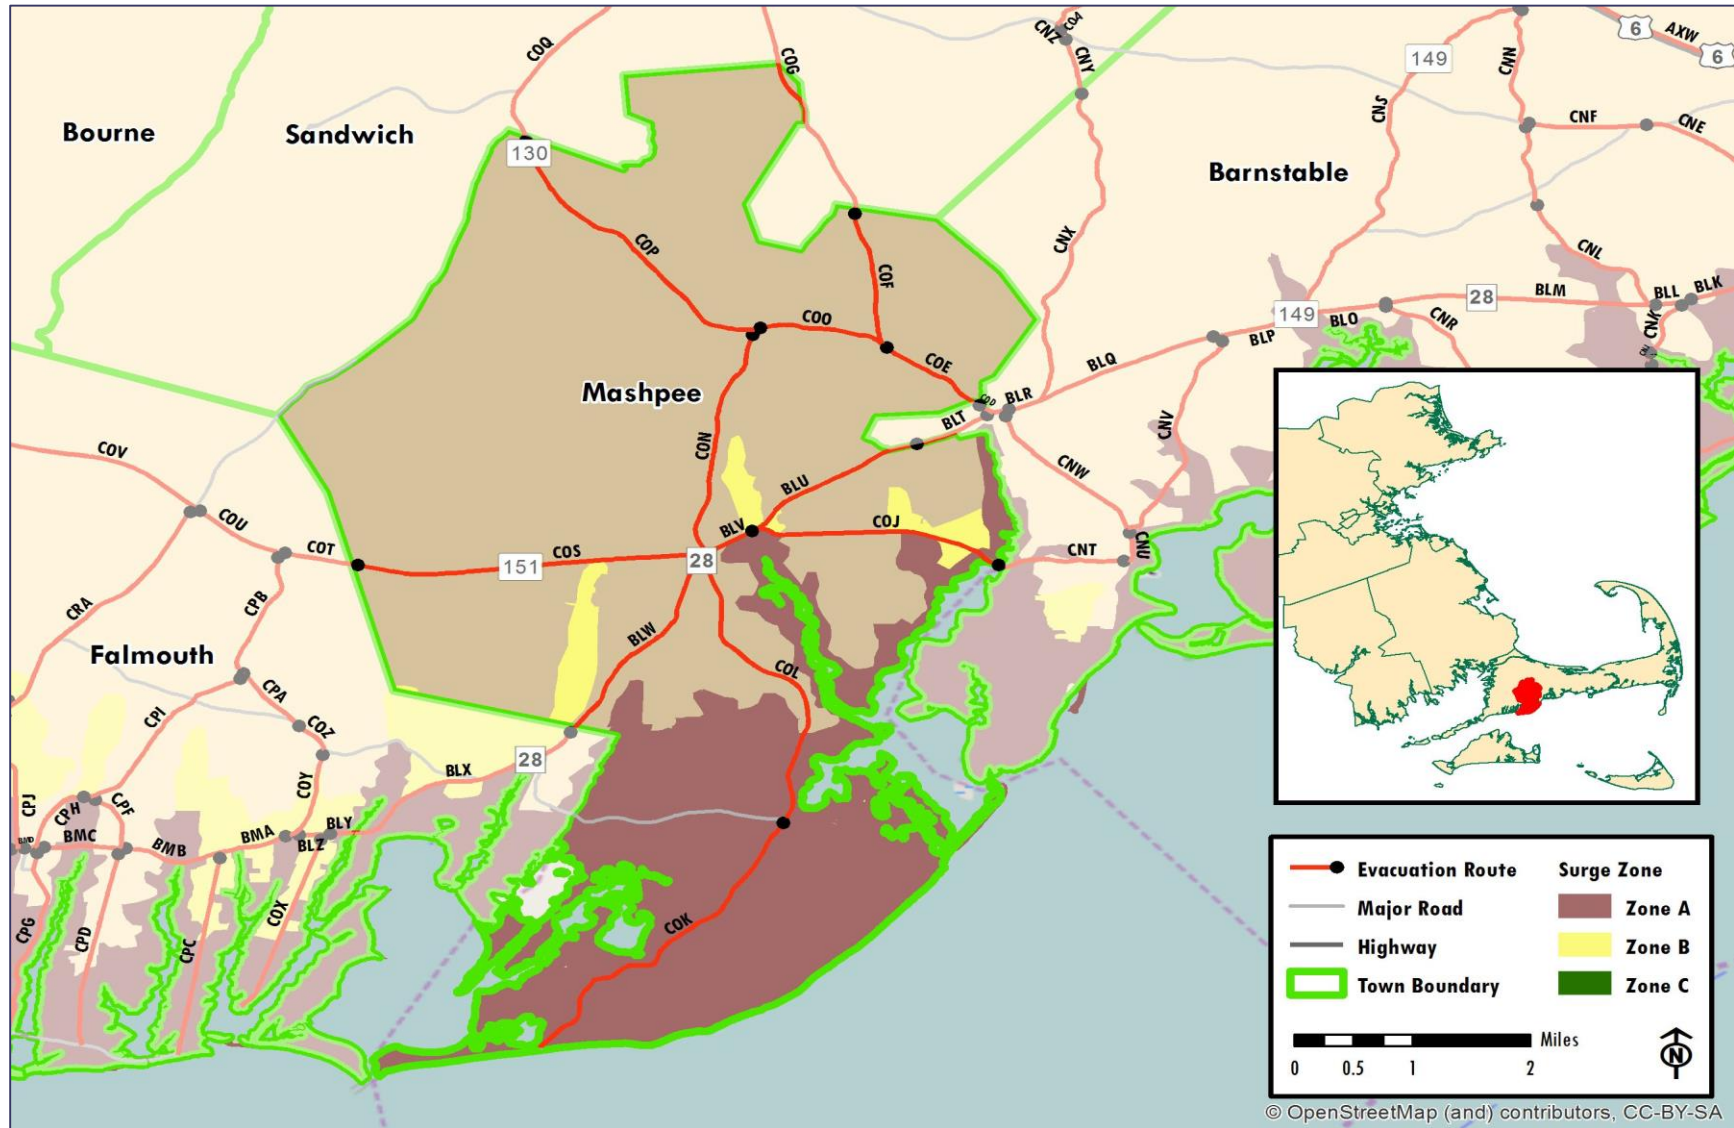 COQ
COG
CNZ
COA
CNY
149
CNN
6
AXW
6
Bourne
Sandwich
130
CNS
CNF
CNE
Barnstable
COP
COF
CNX
CNL
COO
COE
149
BLO
28
BLM
BLL
BLK
CNK
CNR
BLP
BLQ
Mashpee
COD
BLR
BLT
CNV
COV
CON
BLU
CNW
COU
COT
COS
151
BLV
28
COJ
CNT
CNU
CRA
CPB
BLW
COL
Falmouth
CPA
COZ
CPI
28
BLX
COY
CPJ
CPH
CPF
BMC
BMB
BMA
BLY
BLZ
COX
CPG
CPD
CPC
COK
Evacuation Route
Major Road
Highway
Town Boundary
Surge Zone
Zone A
Zone B
Zone C
Miles
0 0.5 1 2
N
© OpenStreetMap (and) contributors, CC-BY-SA